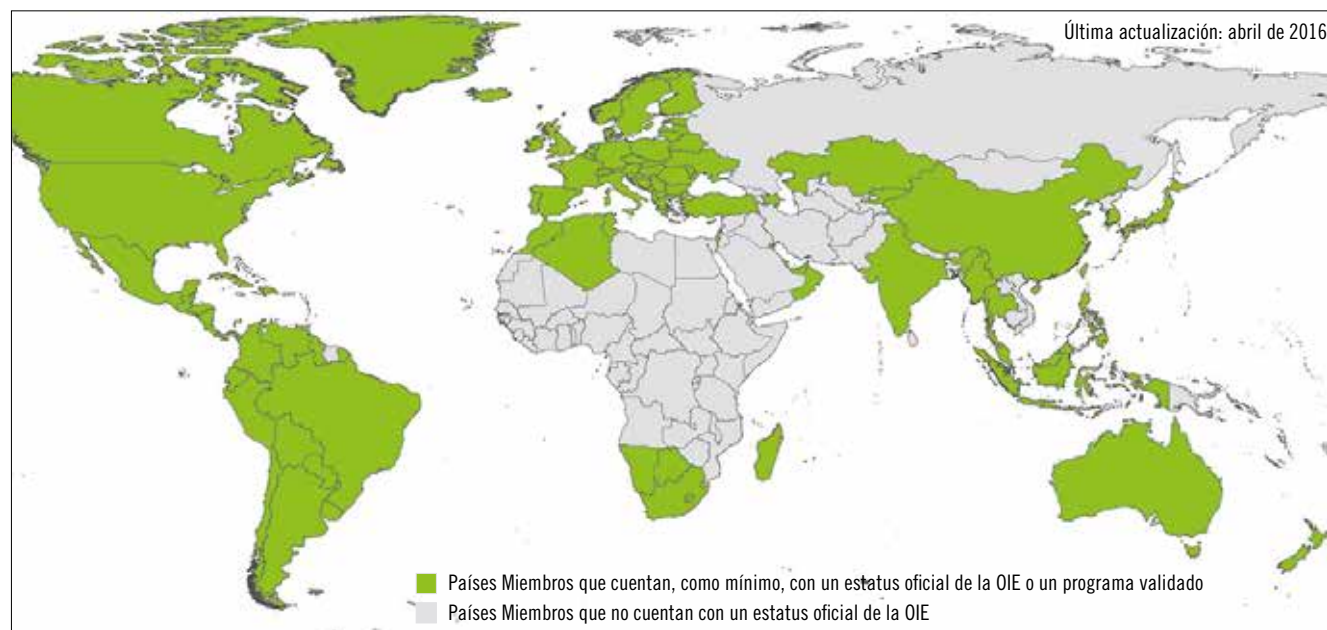 Última actualización: abril de 2016
Países Miembros que cuentan, como mínimo, con un estatus oficial de la OIE o un programa validado
Países Miembros que no cuentan con un estatus oficial de la OIE